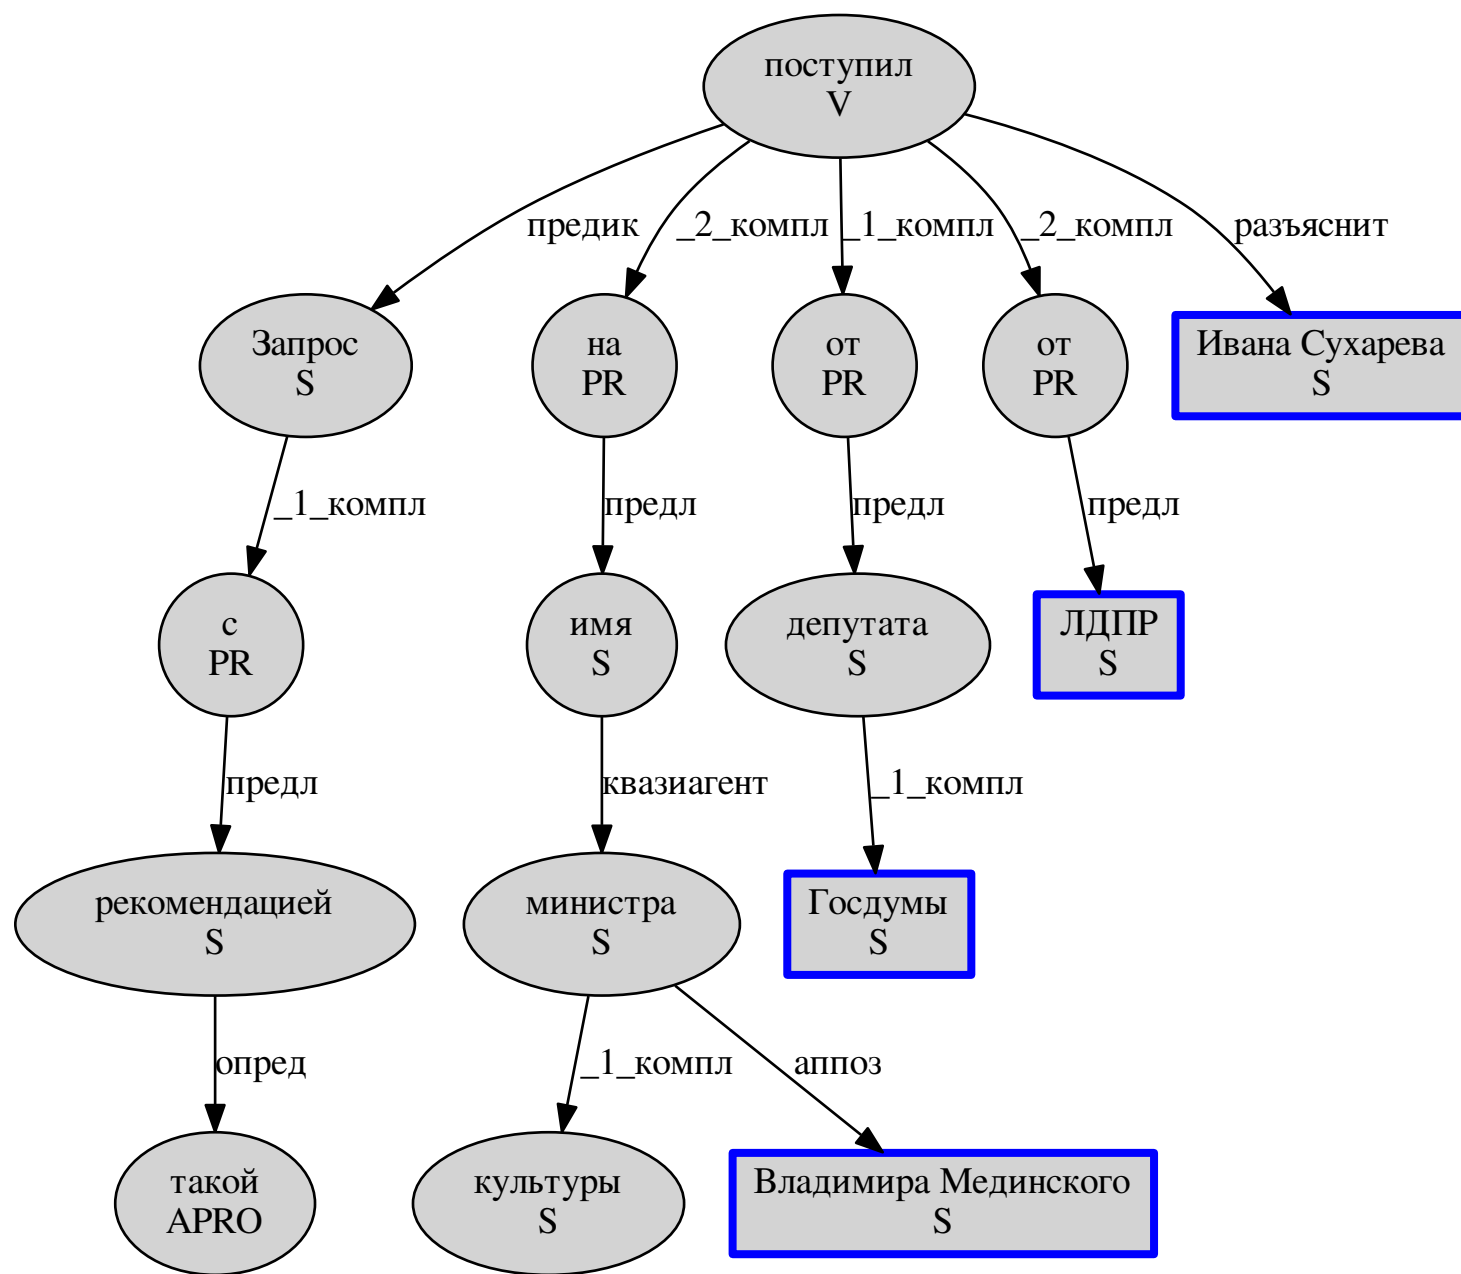 поступил
V
предик
_2_компл
_1_компл
_2_компл
разъяснит
Запрос
S
на
PR
от
PR
от
PR
Ивана Сухарева
S
_1_компл
предл
предл
предл
с
PR
имя
S
депутата
S
ЛДПР
S
предл
квазиагент
_1_компл
рекомендацией
S
министра
S
Госдумы
S
опред
_1_компл
аппоз
такой
APRO
культуры
S
Владимира Мединского
S